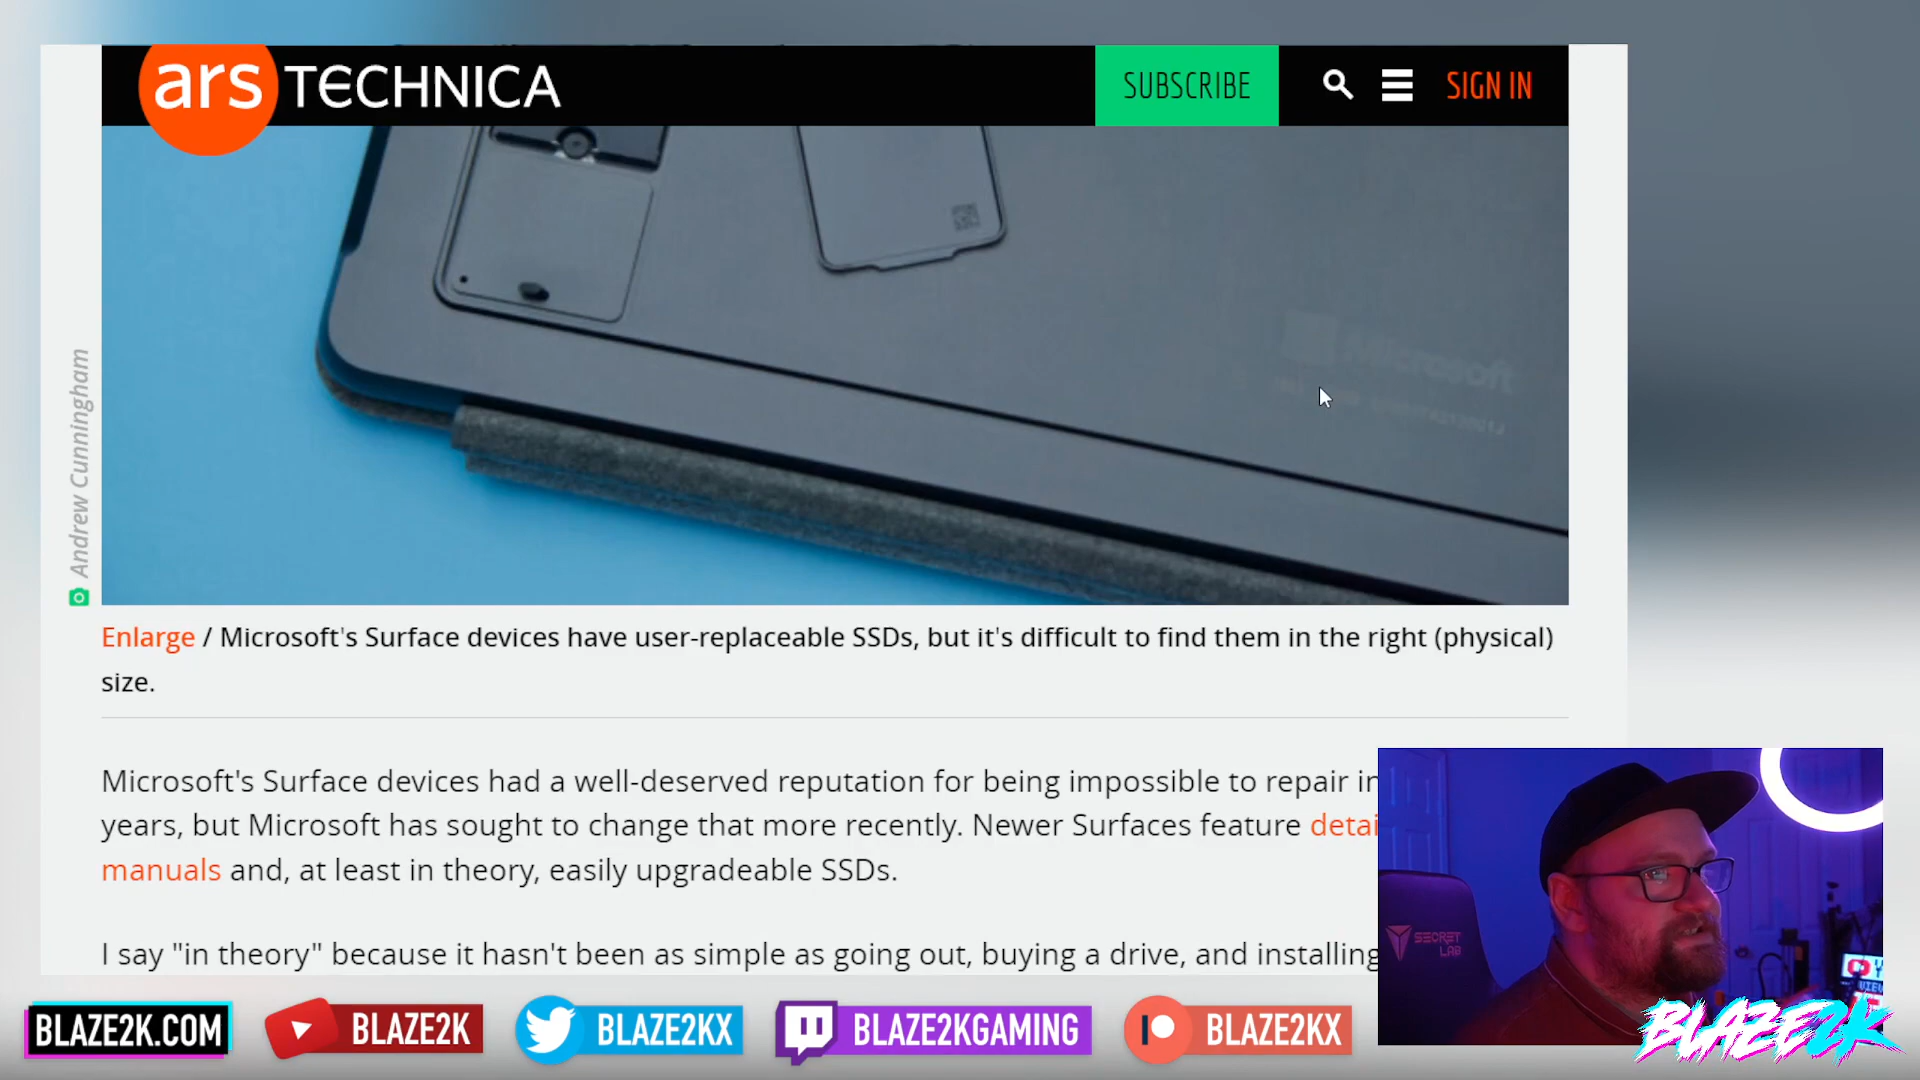 ars TECHNICA
SUBSCRIBE
SIGN IN
Microsoft
Andrew Cunningham
Enlarge / Microsoft's Surface devices have user-replaceable SSDs, but it's difficult to find them in the right (physical)
size.
Microsoft's Surface devices had a well-deserved reputation for being impossible to repair in
years, but Microsoft has sought to change that more recently. Newer Surfaces feature
manuals and, at least in theory, easily upgradeable SSDs.
I say "in theory" because it hasn't been as simple as going out, buying a drive, and installing
SECRET
LAB
BLAZE2K.COM
BLAZE2K
BLAZE2KX
BLAZE2KGAMING
BLAZE2KX
BLAZE2K